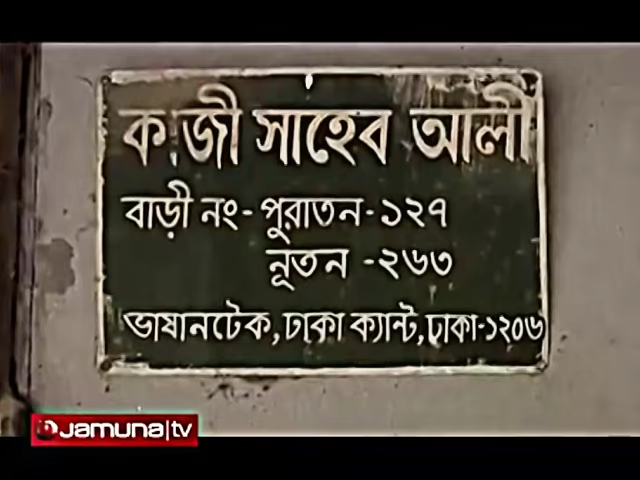 কাজী সাহেব আলী
বাড়ী নং- পুরাতন - ১২৭
নূতন - ২৬৩
ভাষানটেক, ঢাকা ক্যান্ট, ঢাকা-১২০৬
Jamuna|tv